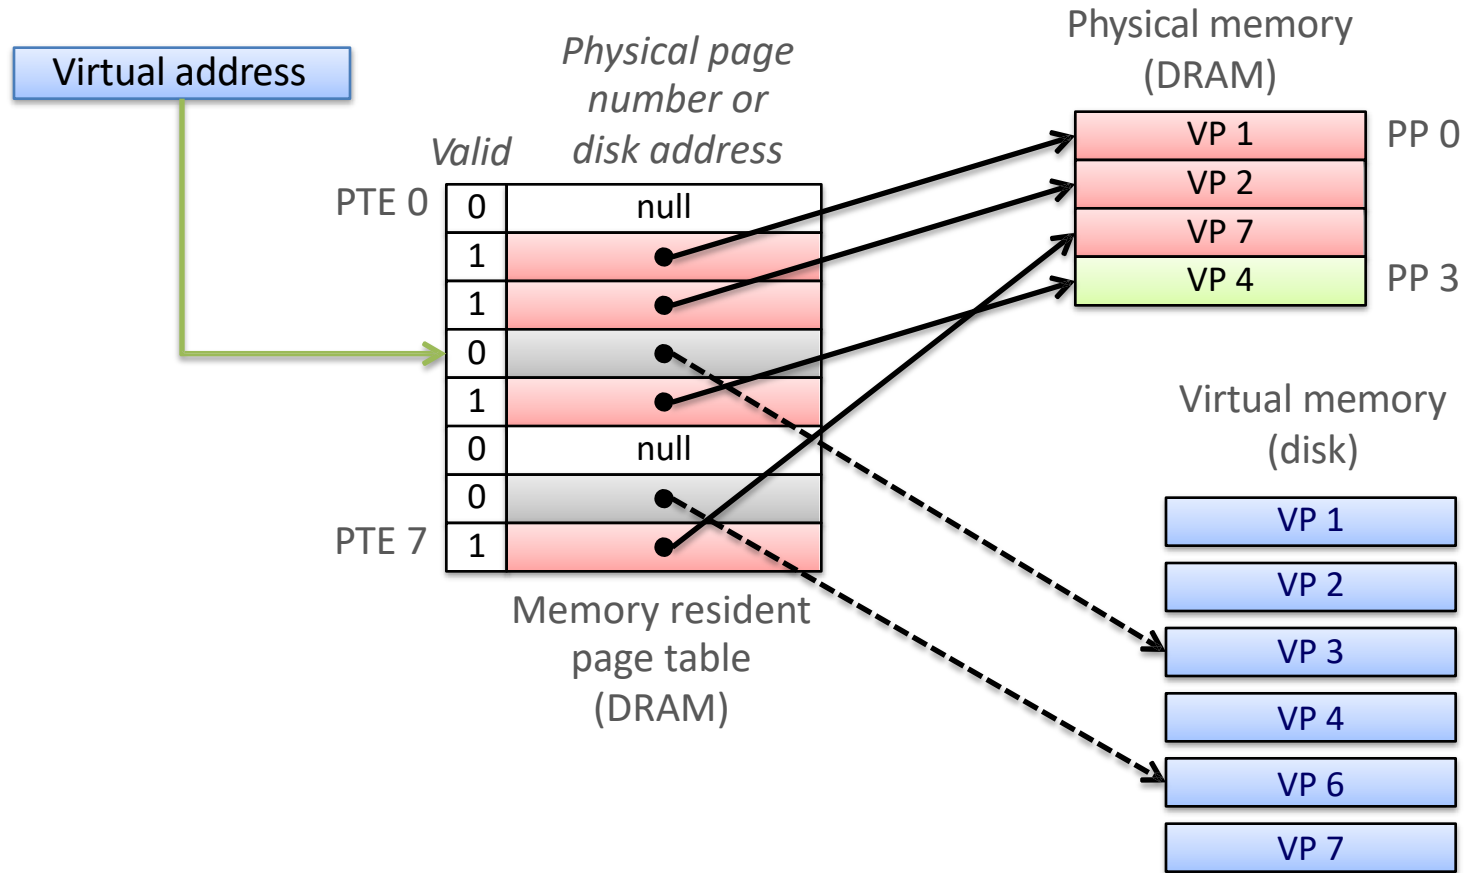 Virtual address
Physical page
number or
disk address
Valid
PTE 0
0 null
1
1
0
1
0 null
0
PTE 7 1
Memory resident
page table
(DRAM)
Physical memory
(DRAM)
VP 1 PP 0
VP 2
VP 7
VP 4 PP 3
Virtual memory
(disk)
VP 1
VP 2
VP 3
VP 4
VP 6
VP 7